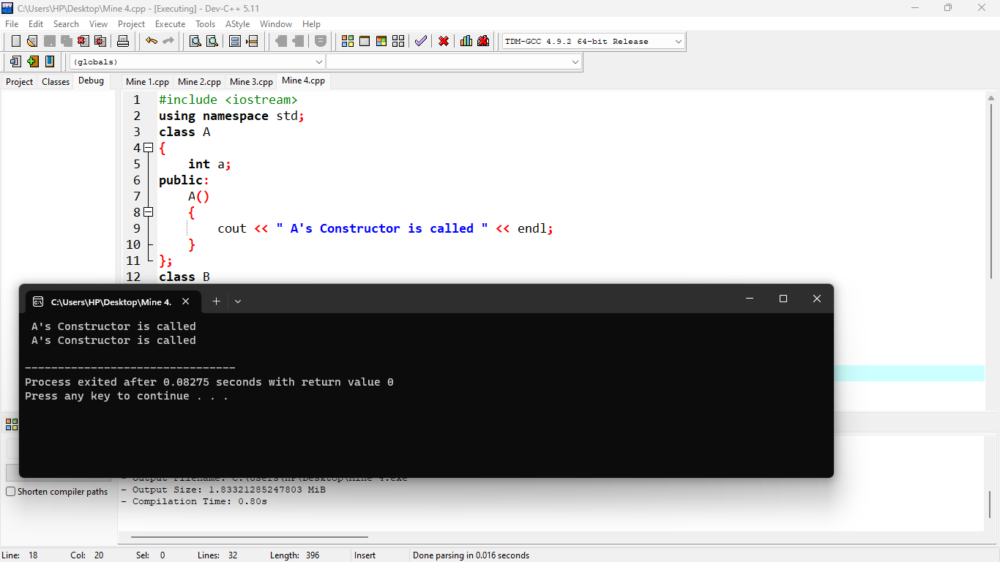 C:\Users\HP\Desktop\Mine 4.cpp - [Executing] - Dev-C++ 5.11
File Edit Search View Project Execute Tools AStyle Window Help
TDM-GCC 4.9.2 64-bit Release
(globals)
Project Classes Debug Mine 1.cpp Mine 2.cpp Mine 3.cpp Mine 4.cpp
1 #include <iostream>
2 using namespace std;
3 class A
4 {
5 int a;
6 public:
7 A()
8 {
9 cout << " A's Constructor is called " << endl;
10 }
11 };
12 class B
C:\Users\HP\Desktop\Mine 4.
A's Constructor is called
A's Constructor is called
--------------------------------
Process exited after 0.08275 seconds with return value 0
Press any key to continue . . .
- Output Filename: C:\Users\HP\Desktop\Mine 4.exe
- Output Size: 1.83321285247803 MiB
Shorten compiler paths
- Compilation Time: 0.80s
Line: 18 Col: 20 Sel: 0 Lines: 32 Length: 396 Insert Done parsing in 0.016 seconds